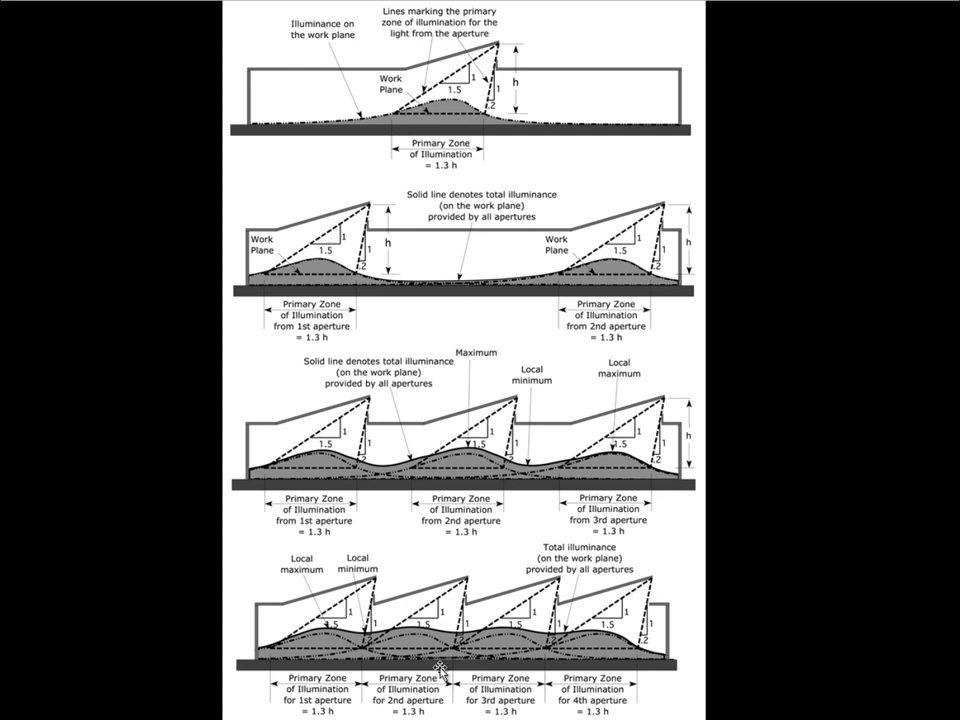 Illuminance on
the work plane
Lines marking the primary
zone of illumination for the
light from the aperture
Work
Plane
1
1.5
1
.2
h
Primary Zone
of Illumination
= 1.3 h
Solid line denotes total illuminance
(on the work plane)
provided by all apertures
Work
Plane
1
1.5
1
.2
h
Work
Plane
1
1.5
1
.2
h
Primary Zone
of Illumination
from 1st aperture
= 1.3 h
Primary Zone
of Illumination
from 2nd aperture
= 1.3 h
Solid line denotes total illuminance
(on the work plane)
provided by all apertures
Maximum
Local
minimum
Local
maximum
1
1.5
1
.2
1
1.5
1
.2
1
1.5
1
.2
h
Primary Zone
of Illumination
from 1st aperture
= 1.3 h
Primary Zone
of Illumination
from 2nd aperture
= 1.3 h
Primary Zone
of Illumination
from 3rd aperture
= 1.3 h
Local
maximum
Local
minimum
Total illuminance
(on the work plane)
provided by all apertures
1
1.5
1
.2
1
1.5
1
.2
1
1.5
1
.2
1
1.5
1
.2
Primary Zone
of Illumination
for 1st aperture
= 1.3 h
Primary Zone
of Illumination
for 2nd aperture
= 1.3 h
Primary Zone
of Illumination
for 3rd aperture
= 1.3 h
Primary Zone
of Illumination
for 4th aperture
= 1.3 h